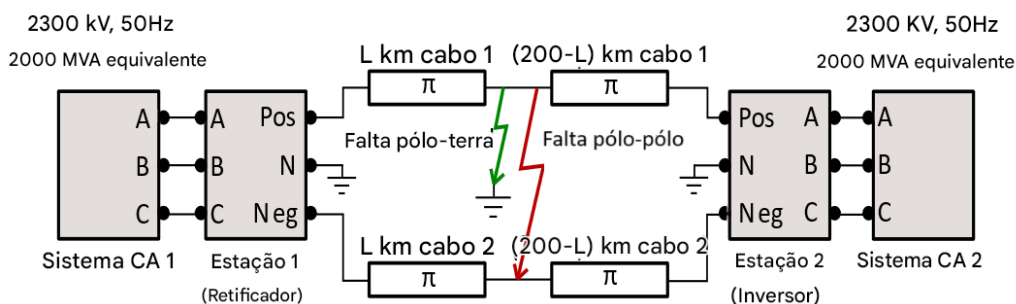 2300 kV, 50Hz
2000 MVA equivalente
2300 KV, 50Hz
2000 MVA equivalente
L km cabo 1
(200-L) km cabo 1
π
π
A
B
C
A
B
C
Pos
N
Neg
Falta pólo-terra
Falta pólo-pólo
Pos
N
Neg
A
B
C
A
B
C
L km cabo 2
(200-L) km cabo 2
π
π
Sistema CA 1
Estação 1
(Retificador)
Estação 2
(Inversor)
Sistema CA 2